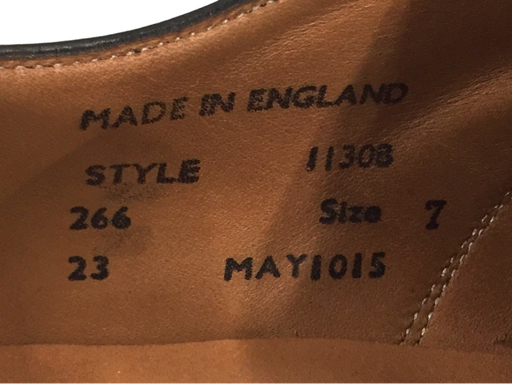 MADE IN ENGLAND
STYLE 11308
266 Size 7
23 MAY1015